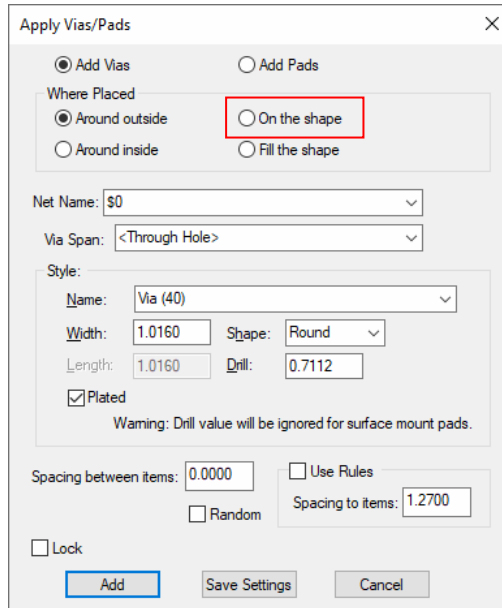 Apply Vias/Pads
Add Vias Add Pads
Where Placed
Around outside On the shape
Around inside Fill the shape
Net Name: $0
Via Span: <Through Hole>
Style:
Name: Via (40)
Width: 1.0160 Shape: Round
Length: 1.0160 Drill: 0.7112
Plated
Warning: Drill value will be ignored for surface mount pads.
Spacing between items: 0.0000 Use Rules
Spacing to items: 1.2700
Random
Lock
Add Save Settings Cancel